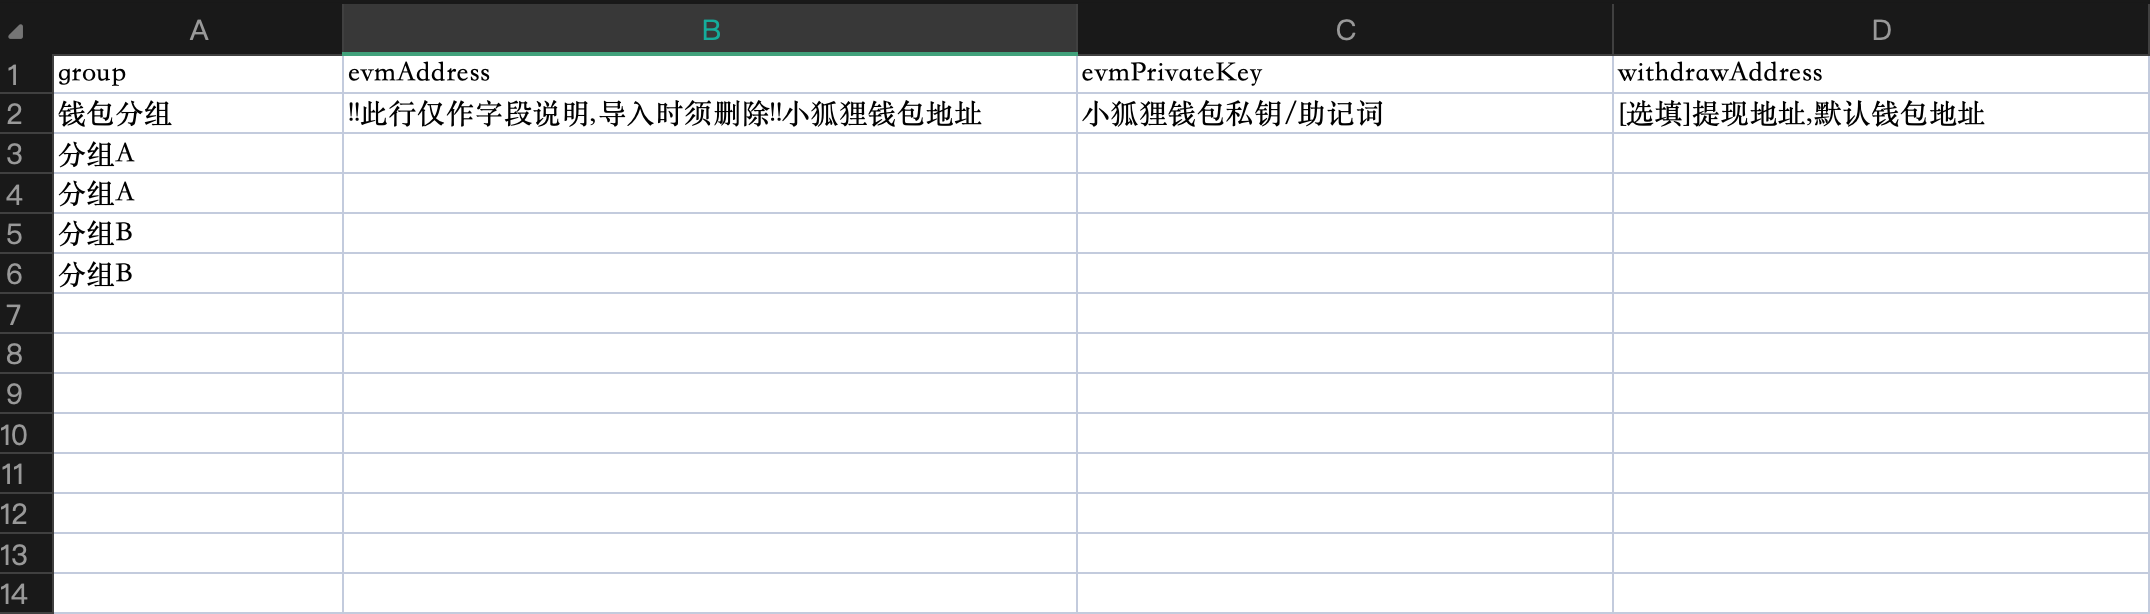 A B C D
1 group evmAddress evmPrivateKey withdrawAddress
2 钱包分组 !!此行仅作字段说明,导入时须删除!!小狐狸钱包地址 小狐狸钱包私钥/助记词 [选填]提现地址,默认钱包地址
3 分组A
4 分组A
5 分组B
6 分组B
7
8
9
10
11
12
13
14